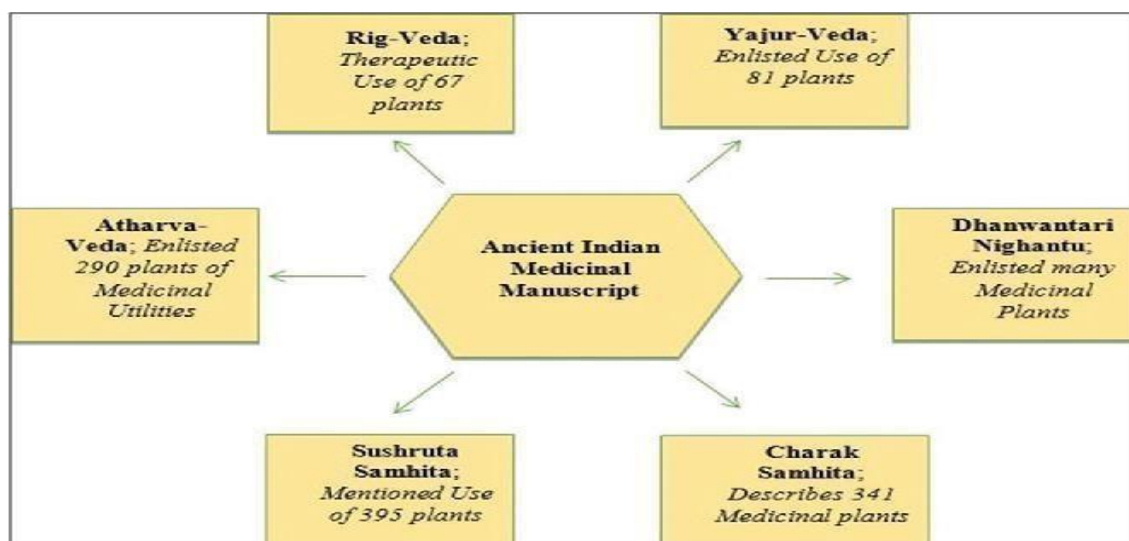 Rig-Veda;
Therapeutic
Use of 67
plants
Yajur-Veda;
Enlisted Use of
81 plants
Atharva-
Veda; Enlisted
290 plants of
Medicinal
Utilities
Ancient Indian
Medicinal
Manuscript
Dhanwantari
Nighantu;
Enlisted many
Medicinal
Plants
Sushruta
Samhita;
Mentioned Use
of 395 plants
Charak
Samhita;
Describes 341
Medicinal plants